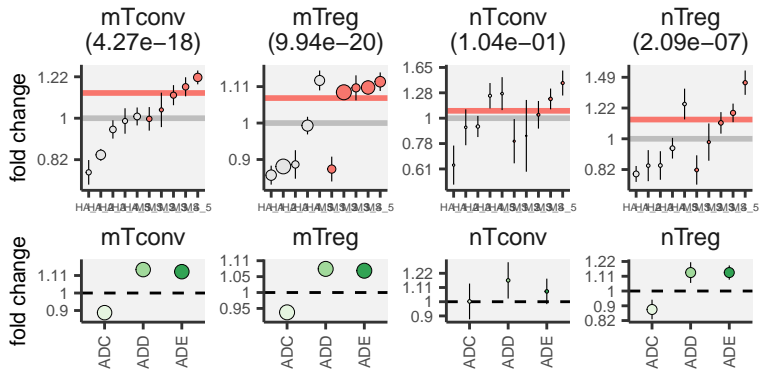 mTconv
(4.27e−18)
mTreg
(9.94e−20)
nTconv
(1.04e−01)
nTreg
(2.09e−07)
fold change
1.22
1
0.82
1.11
1
0.9
1.65
1.28
1
0.78
0.61
1.49
1.22
1
0.82
mTconv
mTreg
nTconv
nTreg
fold change
1.11
1
0.9
1.11
1.05
1
0.95
1.22
1.11
1
0.9
1.22
1.11
1
0.9
0.82
ADC
ADD
ADE
ADC
ADD
ADE
ADC
ADD
ADE
ADC
ADD
ADE